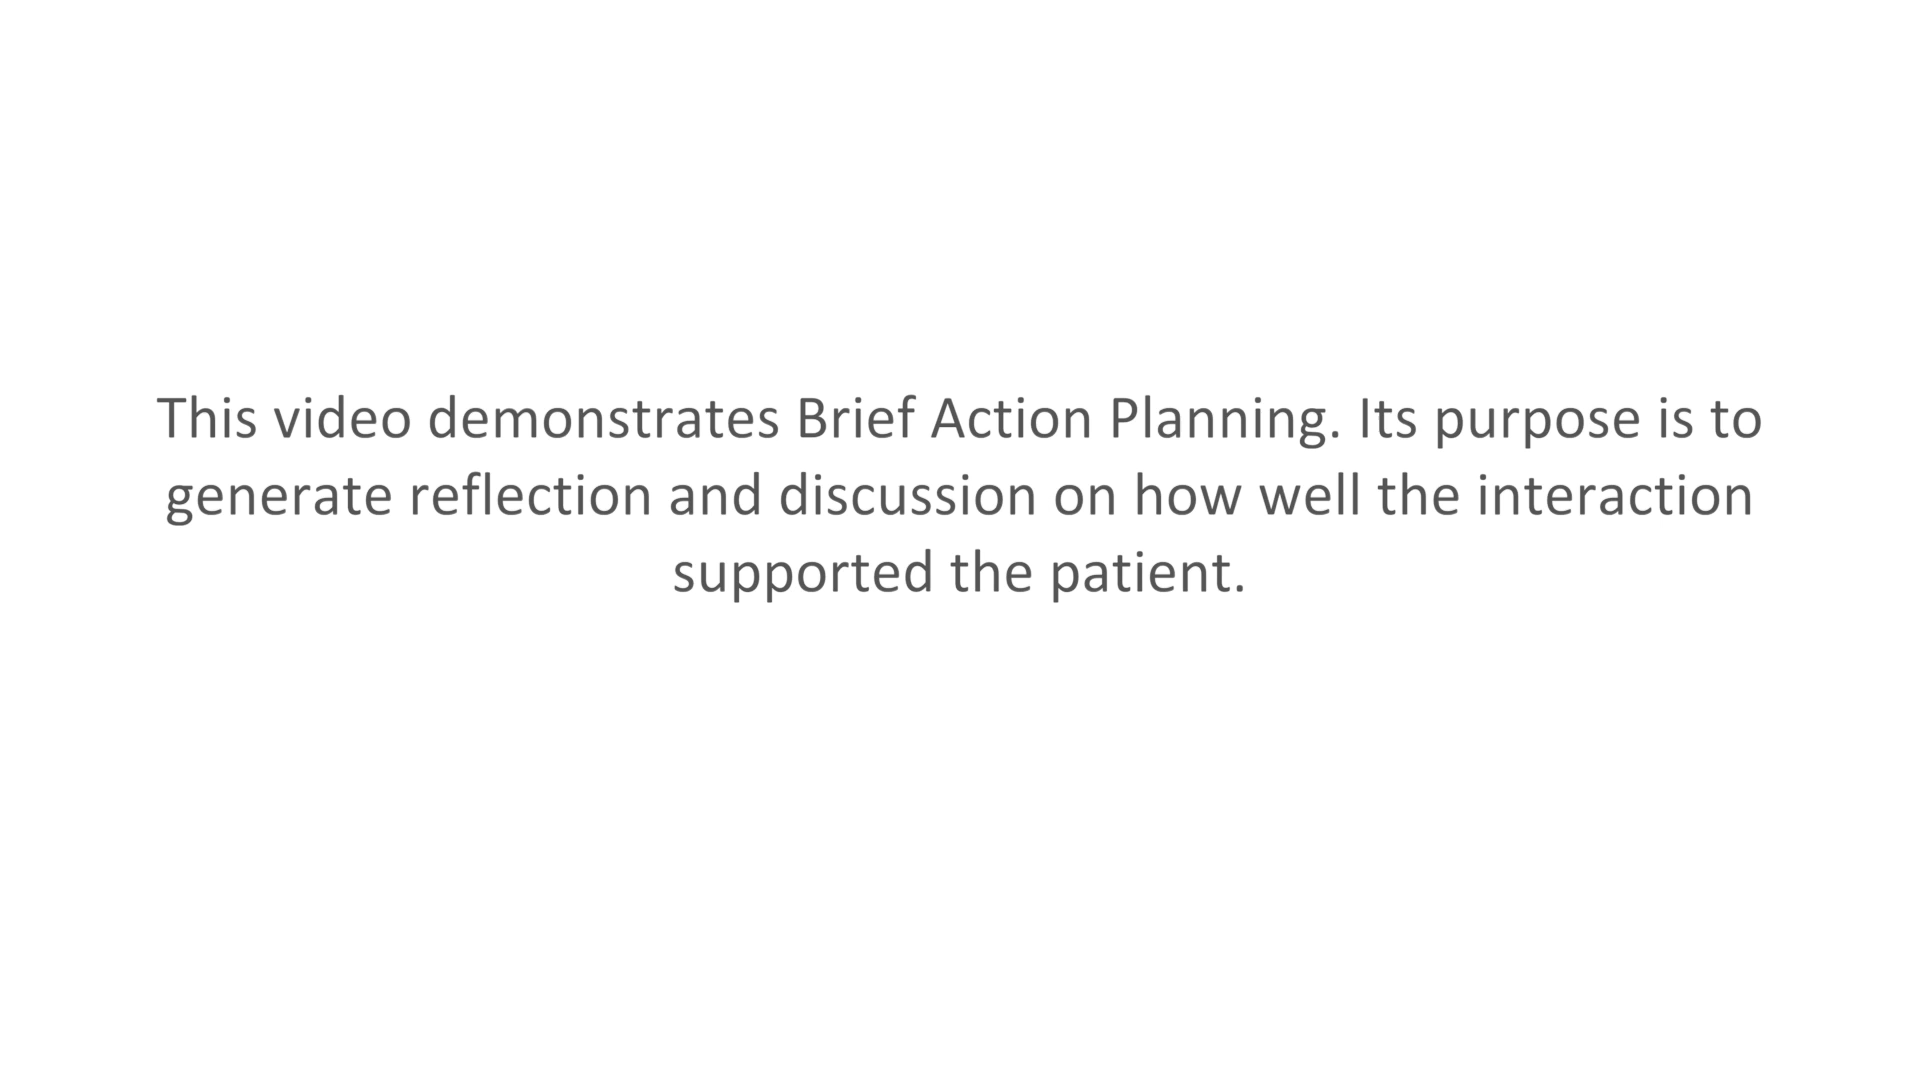 This video demonstrates Brief Action Planning. Its purpose is to
generate reflection and discussion on how well the interaction
supported the patient.